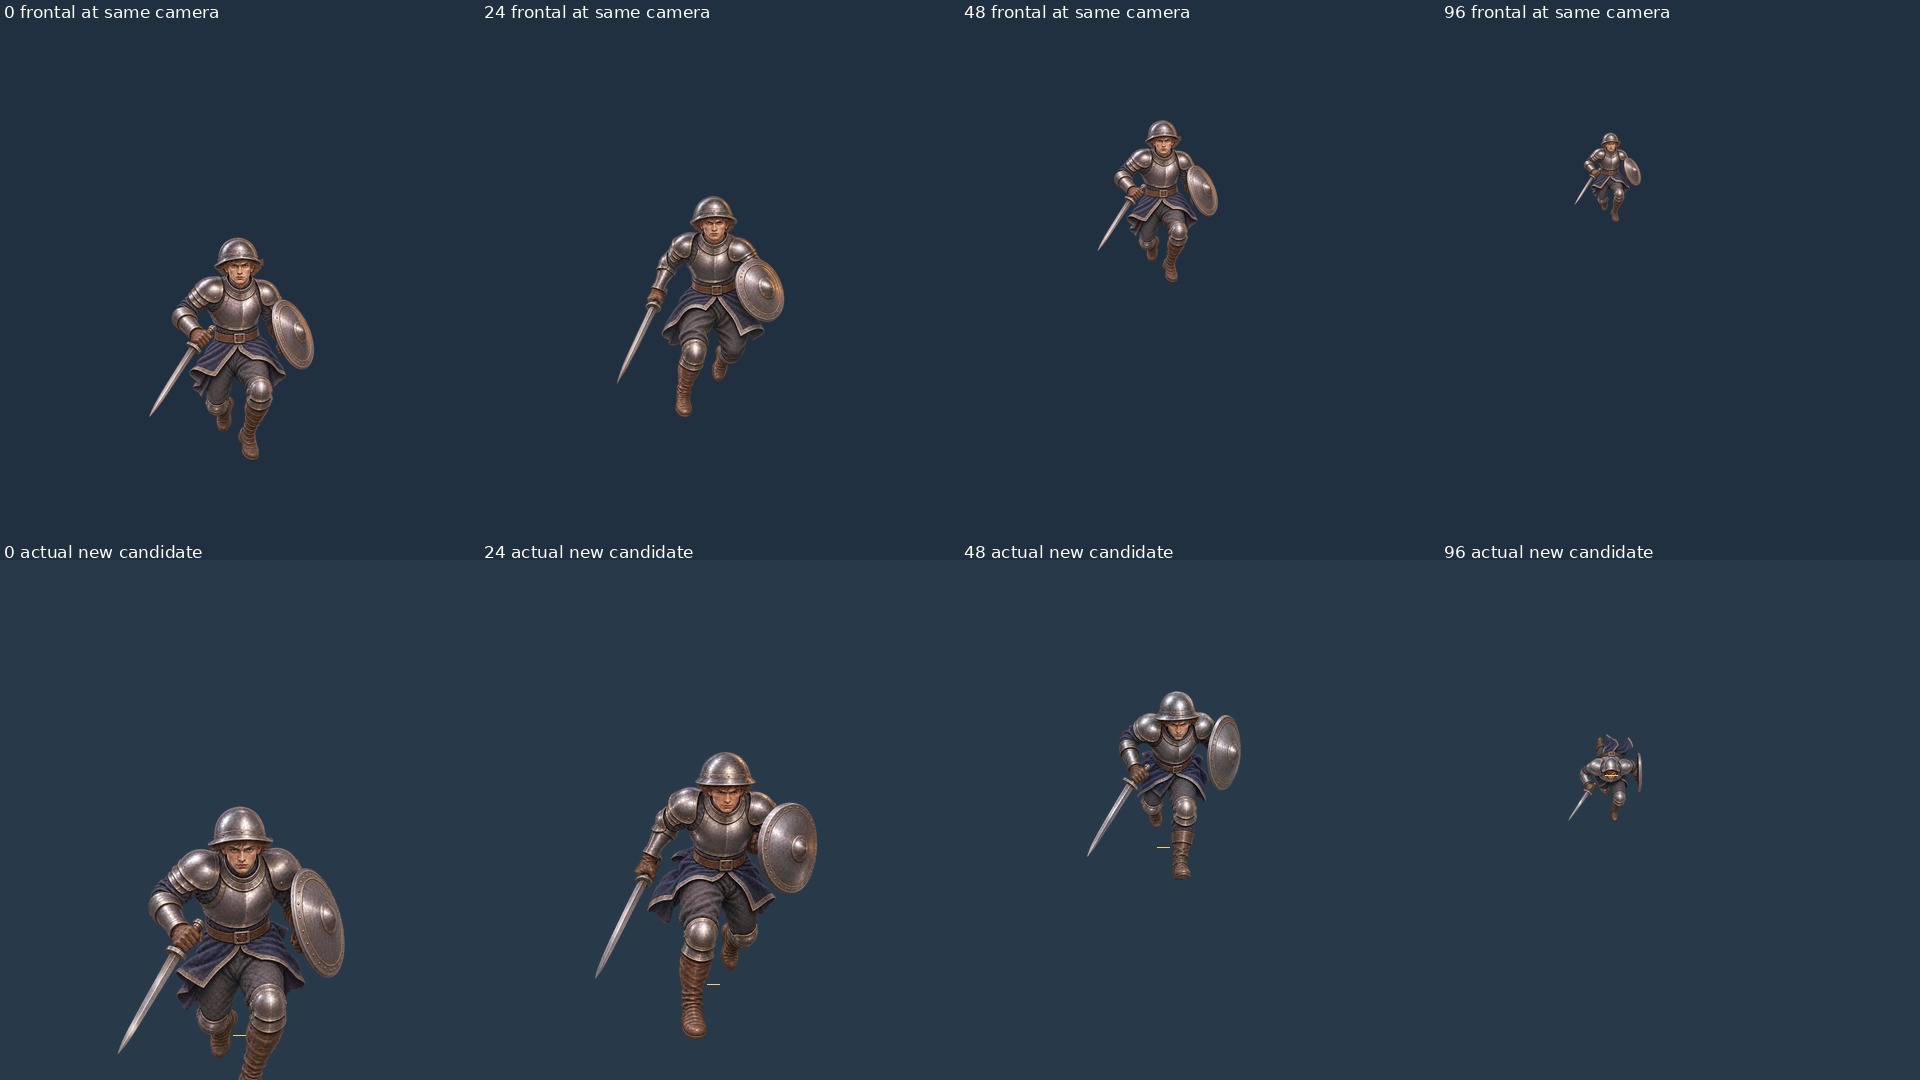 0 frontal at same camera
24 frontal at same camera
48 frontal at same camera
96 frontal at same camera
0 actual new candidate
24 actual new candidate
48 actual new candidate
96 actual new candidate